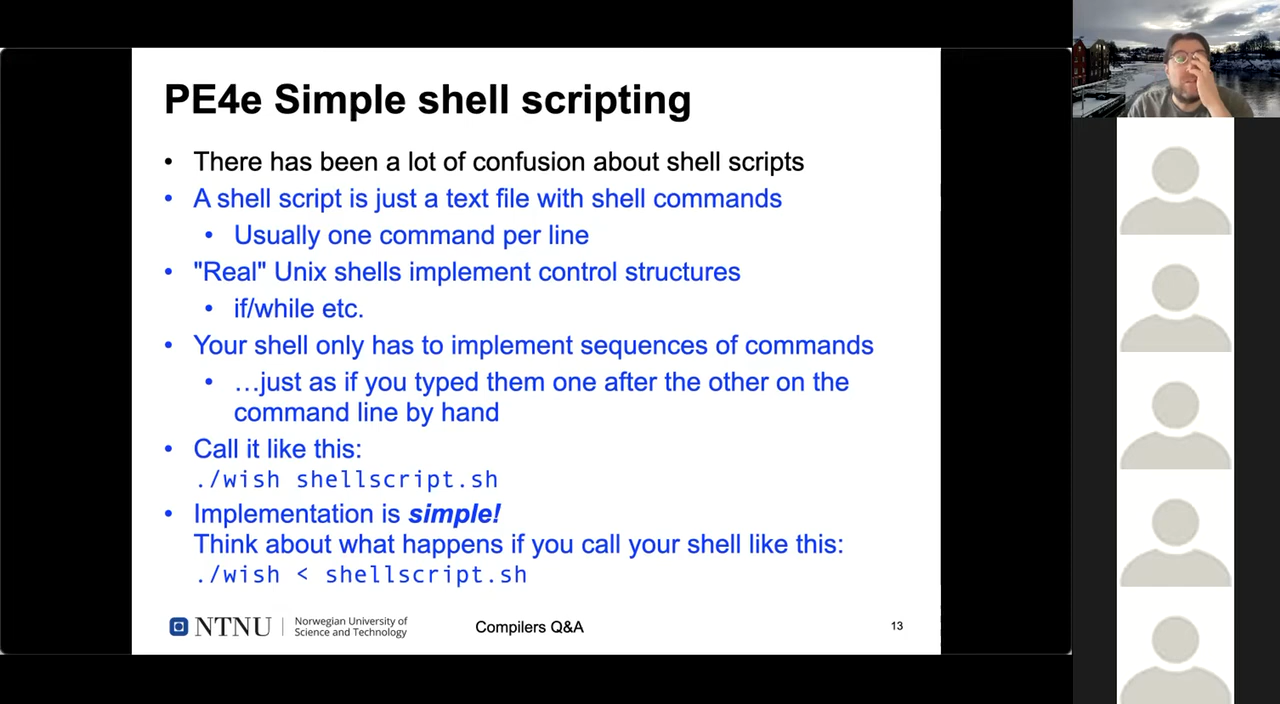 PE4e Simple shell scripting
• There has been a lot of confusion about shell scripts
• A shell script is just a text file with shell commands
• Usually one command per line
• "Real" Unix shells implement control structures
• if/while etc.
• Your shell only has to implement sequences of commands
• …just as if you typed them one after the other on the
command line by hand
• Call it like this:
./wish shellscript.sh
• Implementation is simple!
Think about what happens if you call your shell like this:
./wish < shellscript.sh
NTNU
Norwegian University of
Science and Technology
Compilers Q&A
13